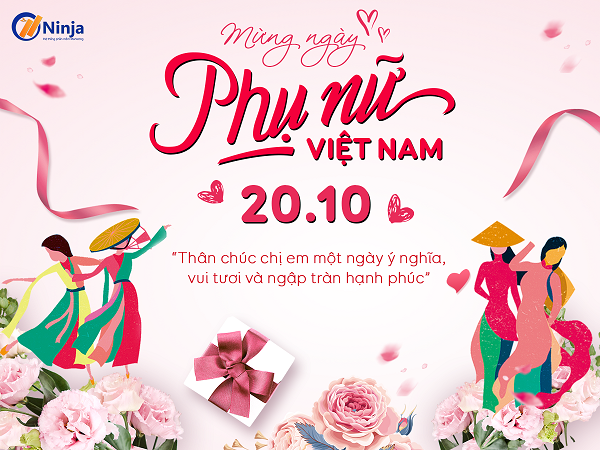 Ninja
Mừng ngày
Phụ nữ
VIỆT NAM
20.10
"Thân chúc chị em một ngày ý nghĩa,
vui tươi và ngập tràn hạnh phúc"